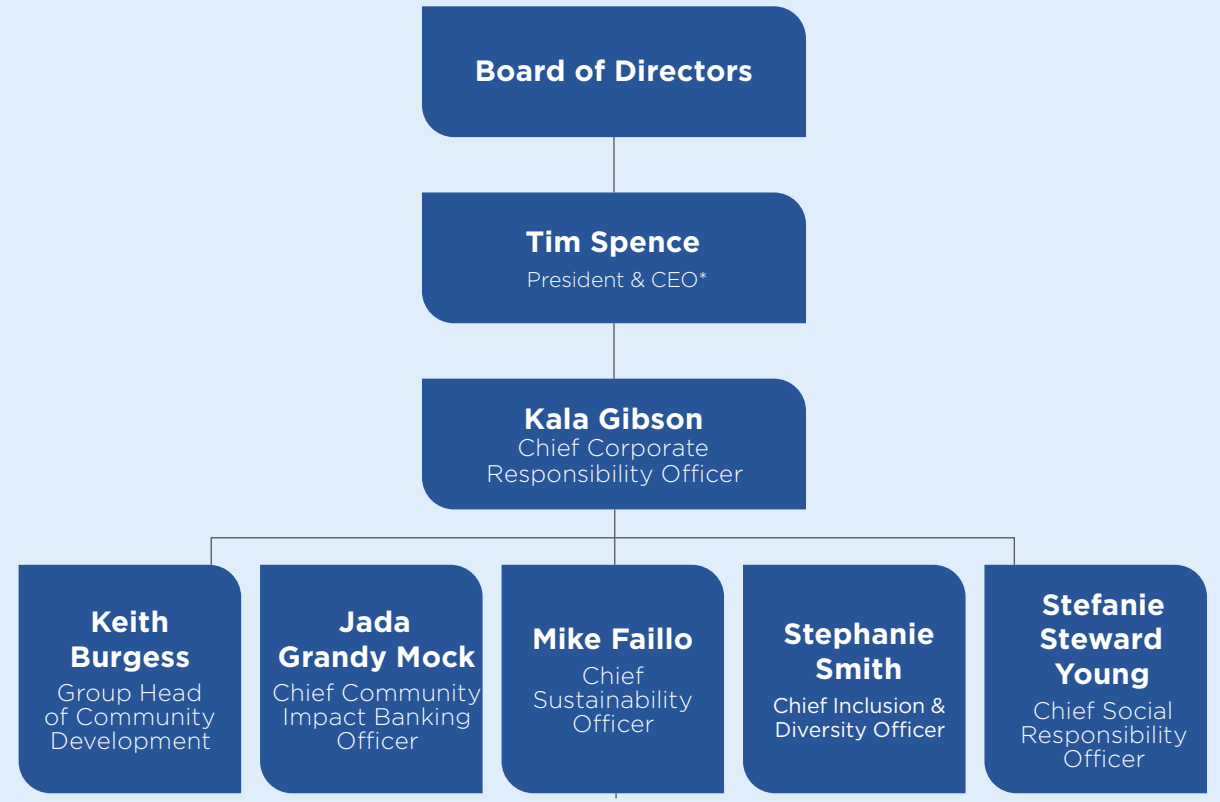 Board of Directors
Tim Spence
President & CEO*
Kala Gibson
Chief Corporate
Responsibility Officer
Keith
Burgess
Group Head
of Community
Development
Jada
Grandy Mock
Chief Community
Impact Banking
Officer
Mike Faillo
Chief
Sustainability
Officer
Stephanie
Smith
Chief Inclusion &
Diversity Officer
Stefanie
Steward
Young
Chief Social
Responsibility
Officer